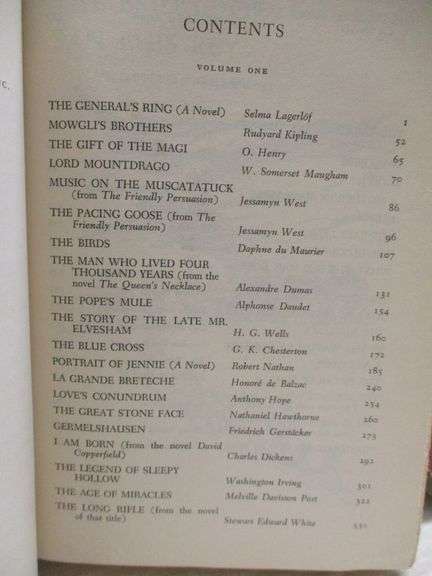 c.
CONTENTS
VOLUME ONE
THE GENERAL'S RING (A Novel) Selma Lagerlöf 1
MOWGLI'S BROTHERS Rudyard Kipling 52
THE GIFT OF THE MAGI O. Henry 65
LORD MOUNTDRAGO W. Somerset Maugham 70
MUSIC ON THE MUSCATATUCK
(from The Friendly Persuasion) Jessamyn West 86
THE PACING GOOSE (from The
Friendly Persuasion) Jessamyn West 96
THE BIRDS Daphne du Maurier 107
THE MAN WHO LIVED FOUR
THOUSAND YEARS (from the
novel The Queen's Necklace) Alexandre Dumas 131
THE POPE'S MULE Alphonse Daudet 154
THE STORY OF THE LATE MR.
ELVESHAM H. G. Wells 160
THE BLUE CROSS G. K. Chesterton 172
PORTRAIT OF JENNIE (A Novel) Robert Nathan 185
LA GRANDE BRETÈCHE Honoré de Balzac 240
LOVE'S CONUNDRUM Anthony Hope 254
THE GREAT STONE FACE Nathaniel Hawthorne 260
GERMELSHAUSEN Friedrich Gerstäcker 275
I AM BORN (from the novel David
Copperfield) Charles Dickens 292
THE LEGEND OF SLEEPY
HOLLOW Washington Irving 301
THE AGE OF MIRACLES Melville Davisson Post 322
THE LONG RIFLE (from the novel
of that title) Stewart Edward White